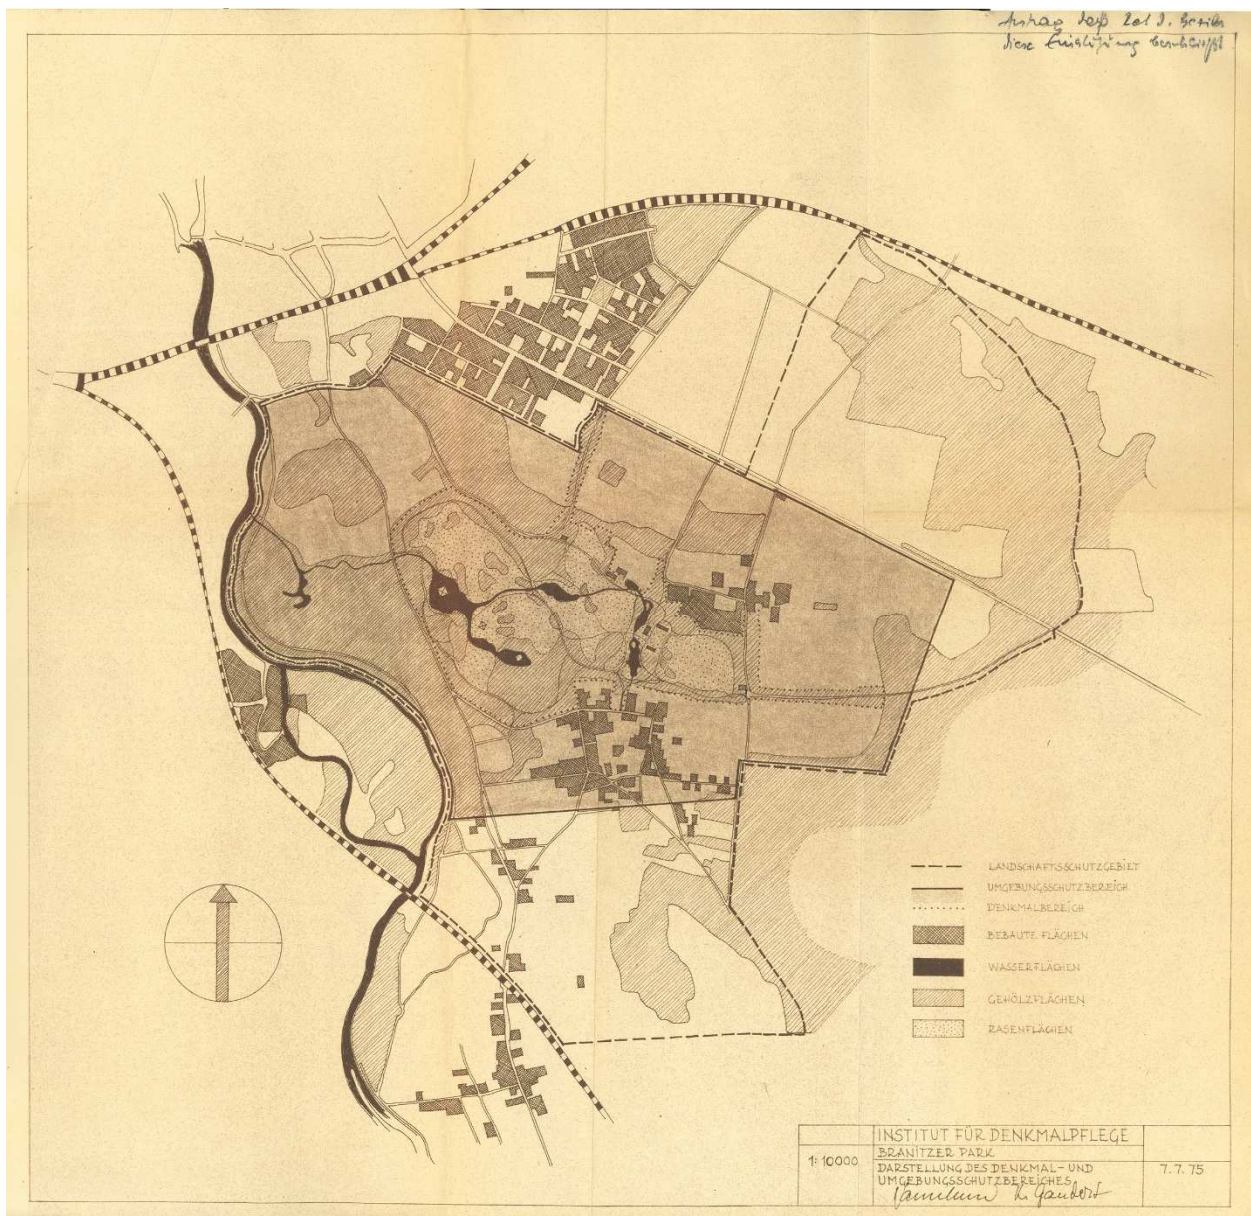 diese
LANDSCHAFTSSCHUTZGEBIET
UMGEBUNGSSCHUTZBEREICH
DENKMALBEREICH
BEBAUTE FLÄCHEN
WASSERFLÄCHEN
GEHÖLZFLÄCHEN
RASENFLÄCHEN
INSTITUT FÜR DENKMALPFLEGE
BRANITZER PARK
1:10000
DARSTELLUNG DES DENKMAL- UND
UMGEBUNGSSCHUTZBEREICHES
7.7.75